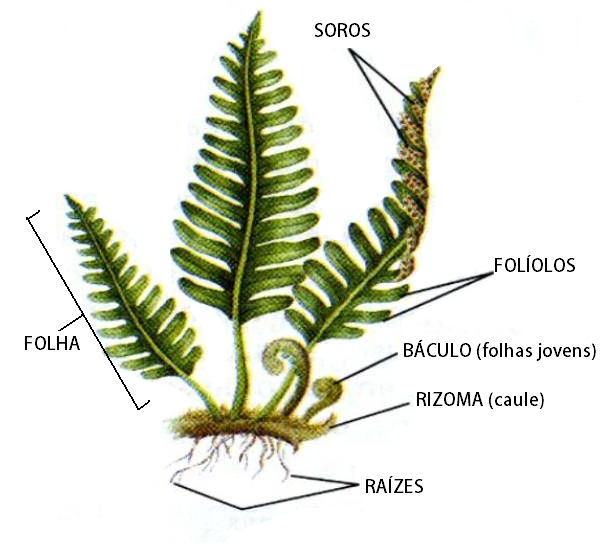 SOROS
FOLÍOLOS
FOLHA
BÁCULO (folhas jovens)
RIZOMA (caule)
RAÍZES